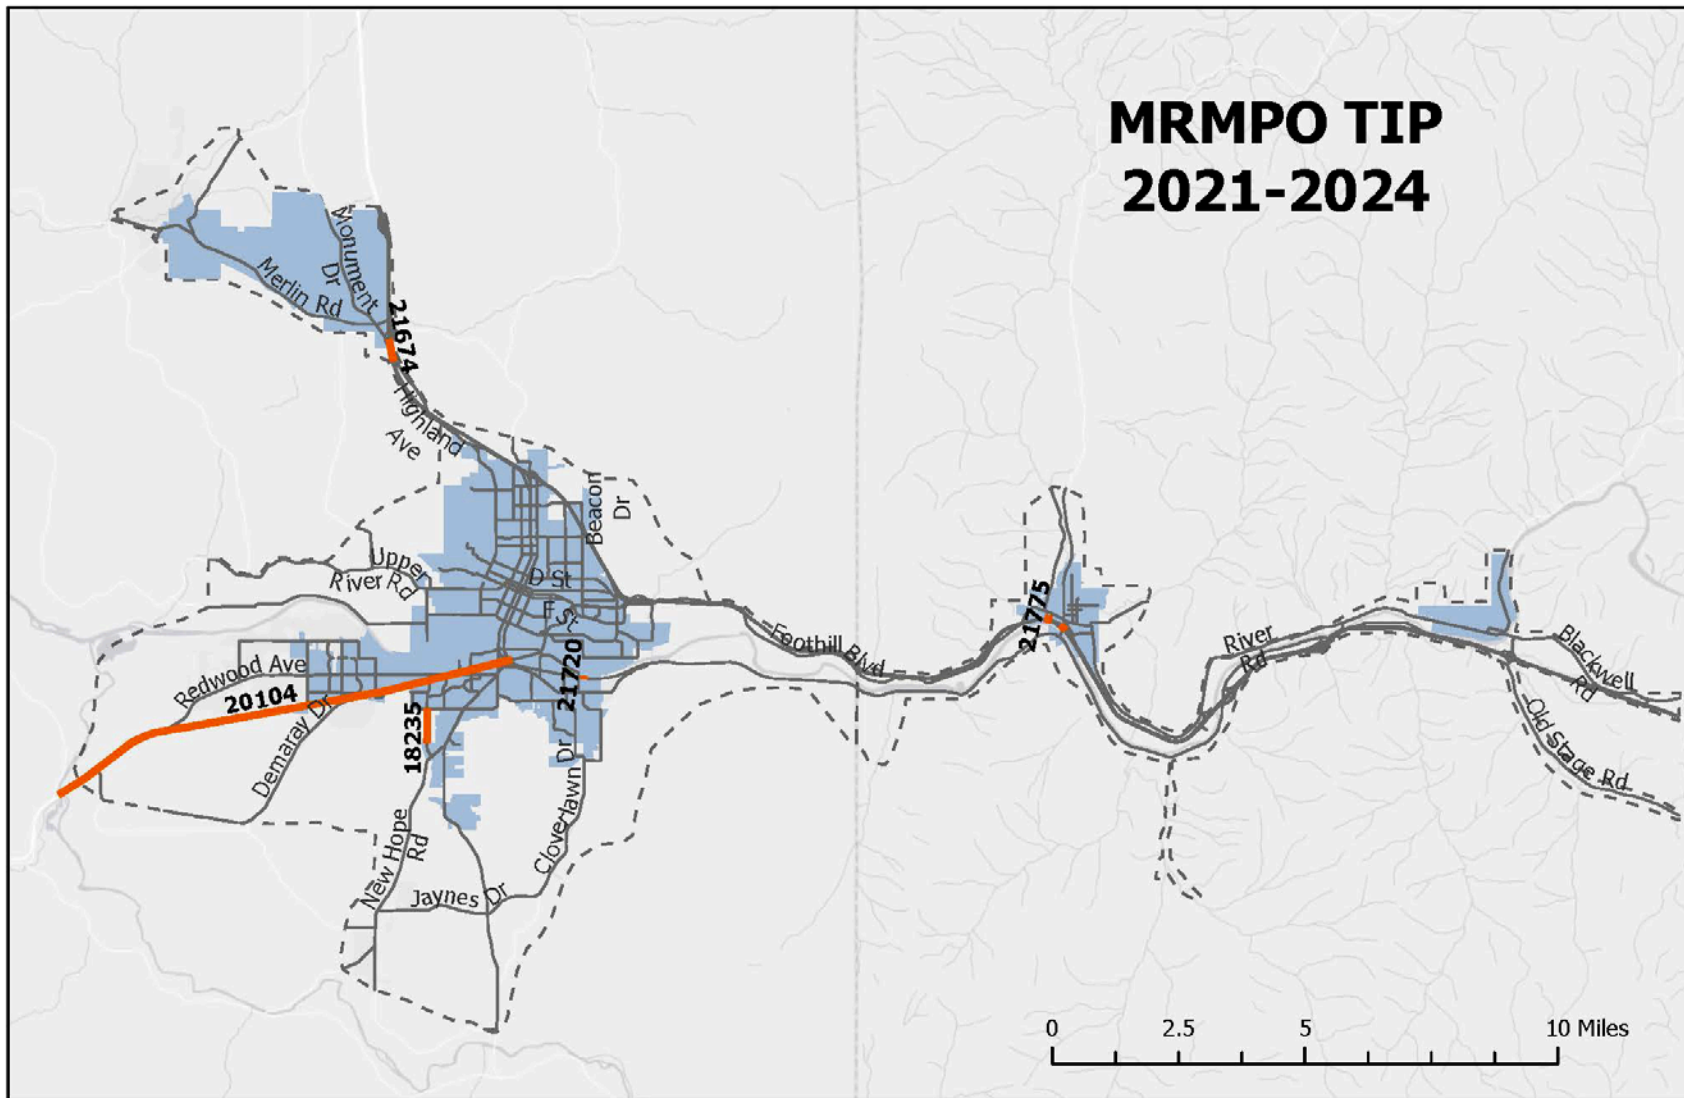 MRMPO TIP
2021-2024
Monument
Dr
Merlin Rd
21674
Highland
Ave
Beacon
Dr
Upper
River Rd
D St
F St
Foothill Blvd
21775
River
Rd
Blackwell
Rd
Old Stage Rd
Redwood Ave
20104
Demaray Dr
18235
21720
Cloverlawn Dr
New Hope
Rd
Jaynes Dr
0 2.5 5 10 Miles